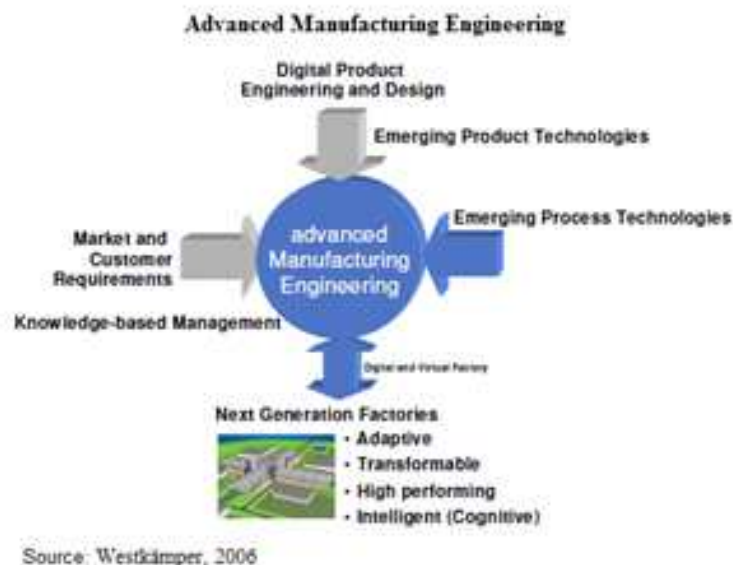 Advanced Manufacturing Engineering
Digital Product
Engineering and Design
Emerging Product Technologies
Emerging Process Technologies
advanced
Manufacturing
Engineering
Market and
Customer
Requirements
Knowledge-based Management
Digital and Virtual Factory
Next Generation Factories
• Adaptive
• Transformable
• High performing
• Intelligent (Cognitive)
Source: Westkämper, 2006